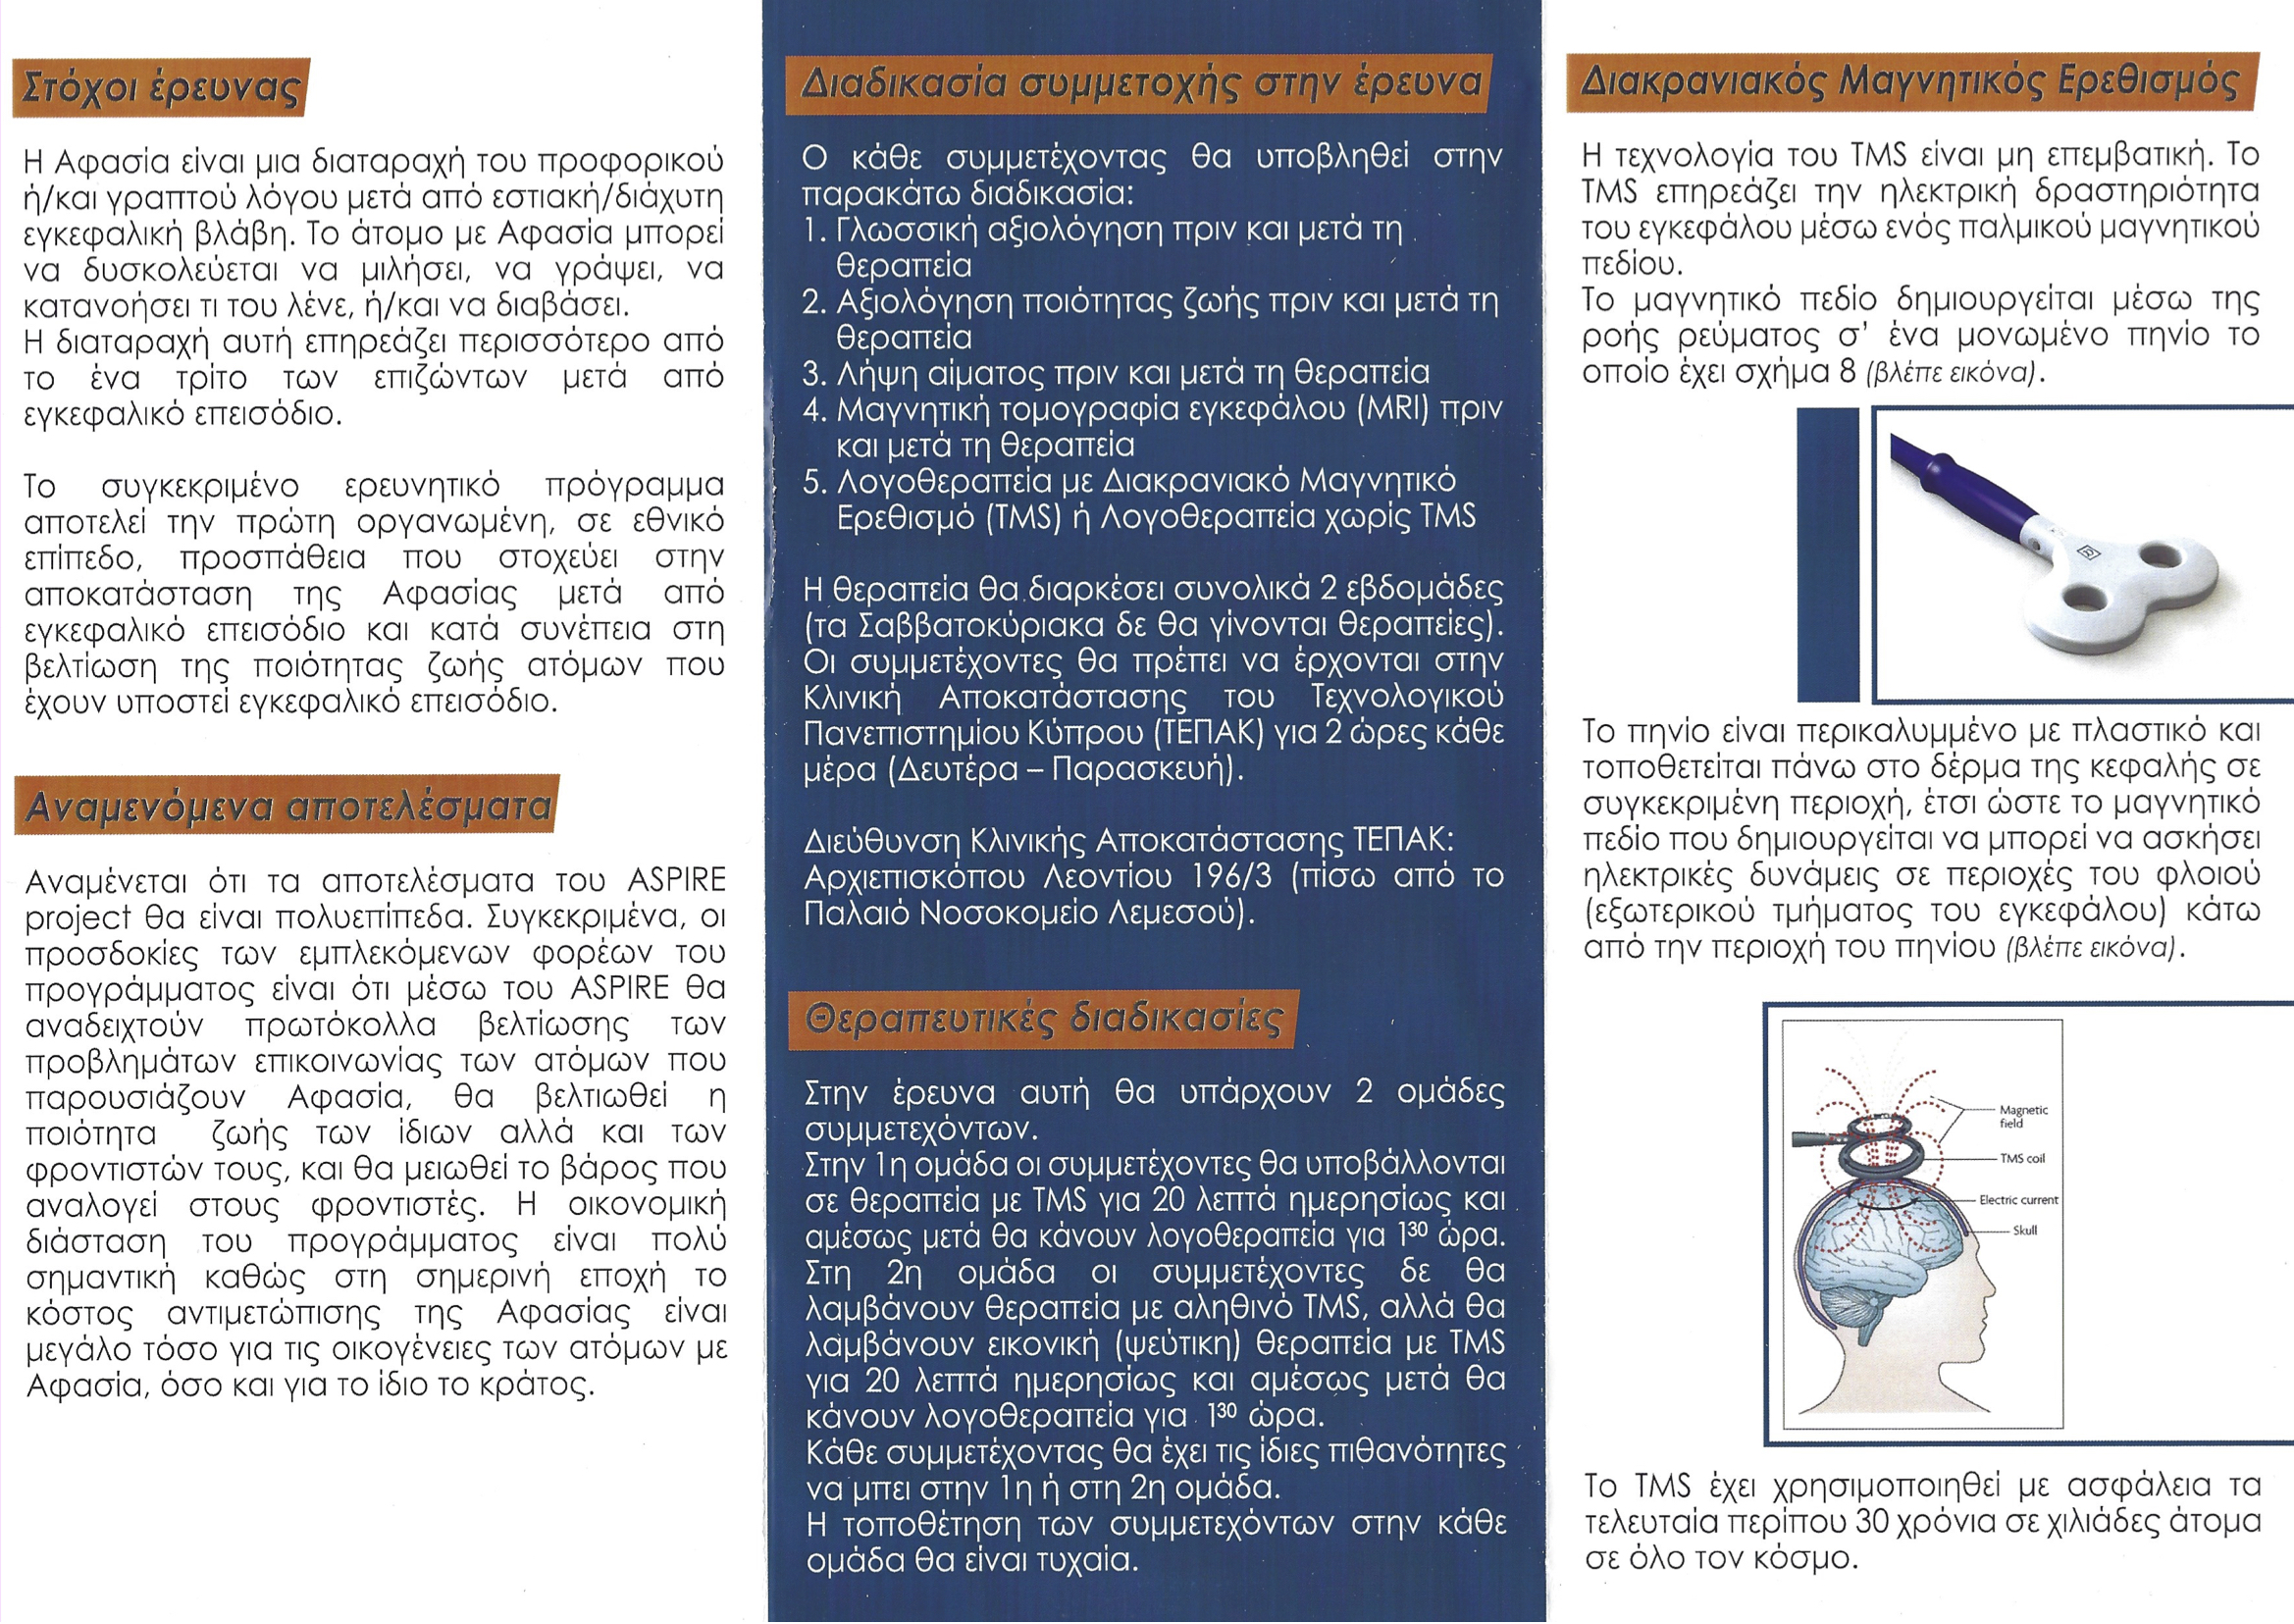 Στόχοι έρευνας
Η Αφασία είναι μια διαταραχή του προφορικού
ή/και γραπτού λόγου μετά από εστιακή/διάχυτη
εγκεφαλική βλάβη. Το άτομο με Αφασία μπορεί
να δυσκολεύεται να μιλήσει, να γράψει, να
κατανοήσει τι του λένε, ή/και να διαβάσει.
Η διαταραχή αυτή επηρεάζει περισσότερο από
το ένα τρίτο των επιζώντων μετά από
εγκεφαλικό επεισόδιο.
Το συγκεκριμένο ερευνητικό πρόγραμμα
αποτελεί την πρώτη οργανωμένη, σε εθνικό
επίπεδο, προσπάθεια που στοχεύει στην
αποκατάσταση της Αφασίας μετά από
εγκεφαλικό επεισόδιο και κατά συνέπεια στη
βελτίωση της ποιότητας ζωής ατόμων που
έχουν υποστεί εγκεφαλικό επεισόδιο.
Αναμενόμενα αποτελέσματα
Αναμένεται ότι τα αποτελέσματα του ASPIRE
project θα είναι πολυεπίπεδα. Συγκεκριμένα, οι
προσδοκίες των εμπλεκόμενων φορέων του
προγράμματος είναι ότι μέσω του ASPIRE θα
αναδειχτούν πρωτόκολλα βελτίωσης των
προβλημάτων επικοινωνίας των ατόμων που
παρουσιάζουν Αφασία, θα βελτιωθεί η
ποιότητα ζωής των ίδιων αλλά και των
φροντιστών τους, και θα μειωθεί το βάρος που
αναλογεί στους φροντιστές. Η οικονομική
διάσταση του προγράμματος είναι πολύ
σημαντική καθώς στη σημερινή εποχή το
κόστος αντιμετώπισης της Αφασίας είναι
μεγάλο τόσο για τις οικογένειες των ατόμων με
Αφασία, όσο και για το ίδιο το κράτος.
Διαδικασία συμμετοχής στην έρευνα
Ο κάθε συμμετέχοντας θα υποβληθεί στην
παρακάτω διαδικασία:
1. Γλωσσική αξιολόγηση πριν και μετά τη
θεραπεία
2. Αξιολόγηση ποιότητας ζωής πριν και μετά τη
θεραπεία
3. Λήψη αίματος πριν και μετά τη θεραπεία
4. Μαγνητική τομογραφία εγκεφάλου (MRI) πριν
και μετά τη θεραπεία
5. Λογοθεραπεία με Διακρανιακό Μαγνητικό
Ερεθισμό (TMS) ή Λογοθεραπεία χωρίς TMS
Η θεραπεία θα διαρκέσει συνολικά 2 εβδομάδες
(τα Σαββατοκύριακα δε θα γίνονται θεραπείες).
Οι συμμετέχοντες θα πρέπει να έρχονται στην
Κλινική Αποκατάστασης του Τεχνολογικού
Πανεπιστημίου Κύπρου (ΤΕΠΑΚ) για 2 ώρες κάθε
μέρα (Δευτέρα – Παρασκευή).
Διεύθυνση Κλινικής Αποκατάστασης ΤΕΠΑΚ:
Αρχιεπισκόπου Λεοντίου 196/3 (πίσω από το
Παλαιό Νοσοκομείο Λεμεσού).
Θεραπευτικές διαδικασίες
Στην έρευνα αυτή θα υπάρχουν 2 ομάδες
συμμετεχόντων.
Στην 1η ομάδα οι συμμετέχοντες θα υποβάλλονται
σε θεραπεία με TMS για 20 λεπτά ημερησίως και
αμέσως μετά θα κάνουν λογοθεραπεία για 1³⁰ ώρα.
Στη 2η ομάδα οι συμμετέχοντες δε θα
λαμβάνουν θεραπεία με αληθινό TMS, αλλά θα
λαμβάνουν εικονική (ψεύτικη) θεραπεία με TMS
για 20 λεπτά ημερησίως και αμέσως μετά θα
κάνουν λογοθεραπεία για 1³⁰ ώρα.
Κάθε συμμετέχοντας θα έχει τις ίδιες πιθανότητες
να μπει στην 1η ή στη 2η ομάδα.
Η τοποθέτηση των συμμετεχόντων στην κάθε
ομάδα θα είναι τυχαία.
Διακρανιακός Μαγνητικός Ερεθισμός
Η τεχνολογία του TMS είναι μη επεμβατική. Το
TMS επηρεάζει την ηλεκτρική δραστηριότητα
του εγκεφάλου μέσω ενός παλμικού μαγνητικού
πεδίου.
Το μαγνητικό πεδίο δημιουργείται μέσω της
ροής ρεύματος σ' ένα μονωμένο πηνίο το
οποίο έχει σχήμα 8 (βλέπε εικόνα).
Το πηνίο είναι περικαλυμμένο με πλαστικό και
τοποθετείται πάνω στο δέρμα της κεφαλής σε
συγκεκριμένη περιοχή, έτσι ώστε το μαγνητικό
πεδίο που δημιουργείται να μπορεί να ασκήσει
ηλεκτρικές δυνάμεις σε περιοχές του φλοιού
(εξωτερικού τμήματος του εγκεφάλου) κάτω
από την περιοχή του πηνίου (βλέπε εικόνα).
Magnetic
field
TMS coil
Electric current
Skull
Το TMS έχει χρησιμοποιηθεί με ασφάλεια τα
τελευταία περίπου 30 χρόνια σε χιλιάδες άτομα
σε όλο τον κόσμο.